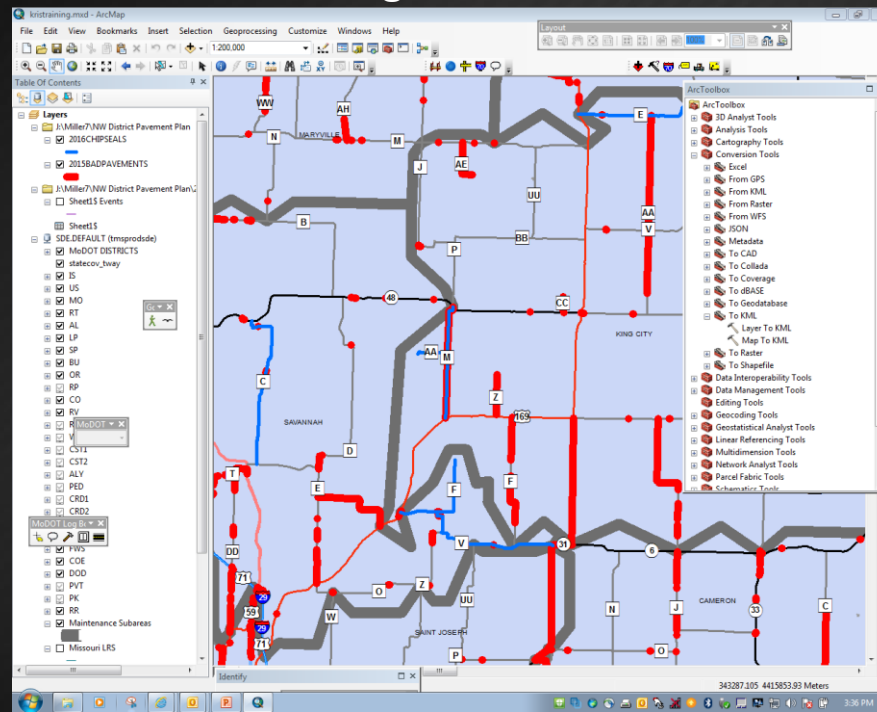 kristraining.mxd - ArcMap
File Edit View Bookmarks Insert Selection Geoprocessing Customize Windows Help
Layout
1:200,000
Table Of Contents
Layers
J:\Miller7\NW District Pavement Plan
2016CHIPSEALS
2015BADPAVEMENTS
J:\Miller7\NW District Pavement Plan\2
Sheet1$ Events
Sheet1$
SDE.DEFAULT (tmsprodsde)
MoDOT DISTRICTS
statecov_tway
IS
US
MO
RT
AL
LP
SP
BU
OR
RP
CO
RV
MoDOT
CST1
CST2
ALY
PED
CRD1
CRD2
MoDOT Log Be
FWS
COE
DOD
PVT
PK
RR
Maintenance Subareas
Missouri LRS
WW
AH
N
MARYVILLE
M
J
AE
E
UU
AA
V
B
BB
P
48
CC
KING CITY
AA
M
C
Z
169
SAVANNAH
D
T
E
F
F
V
31
6
DD
71
29
59
29
71
O
Z
W
UU
SAINT JOSEPH
P
N
J
CAMERON
33
C
O
ArcToolbox
ArcToolbox
3D Analyst Tools
Analysis Tools
Cartography Tools
Conversion Tools
Excel
From GPS
From KML
From Raster
From WFS
JSON
Metadata
To CAD
To Collada
To Coverage
To dBASE
To Geodatabase
To KML
Layer To KML
Map To KML
To Raster
To Shapefile
Data Interoperability Tools
Data Management Tools
Editing Tools
Geocoding Tools
Geostatistical Analyst Tools
Linear Referencing Tools
Multidimension Tools
Network Analyst Tools
Parcel Fabric Tools
Schematics Tools
Identify
343287.105 4415853.93 Meters
3:36 PM